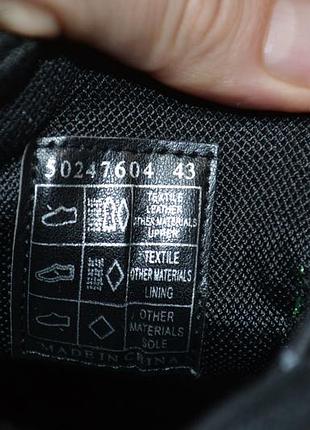 50247604 43
TEXTILE
LEATHER
OTHER MATERIALS
UPPER
TEXTILE
OTHER MATERIALS
LINING
OTHER
MATERIALS
SOLE
MADE IN CHINA